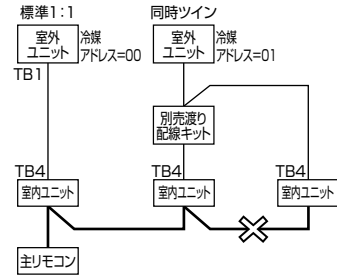 標準1:1
同時ツイン
室外
ユニット
冷媒
アドレス=00
室外
ユニット
冷媒
アドレス=01
TB1
別売渡り
配線キット
TB4
TB4
TB4
室内ユニット
室内ユニット
室内ユニット
主リモコン